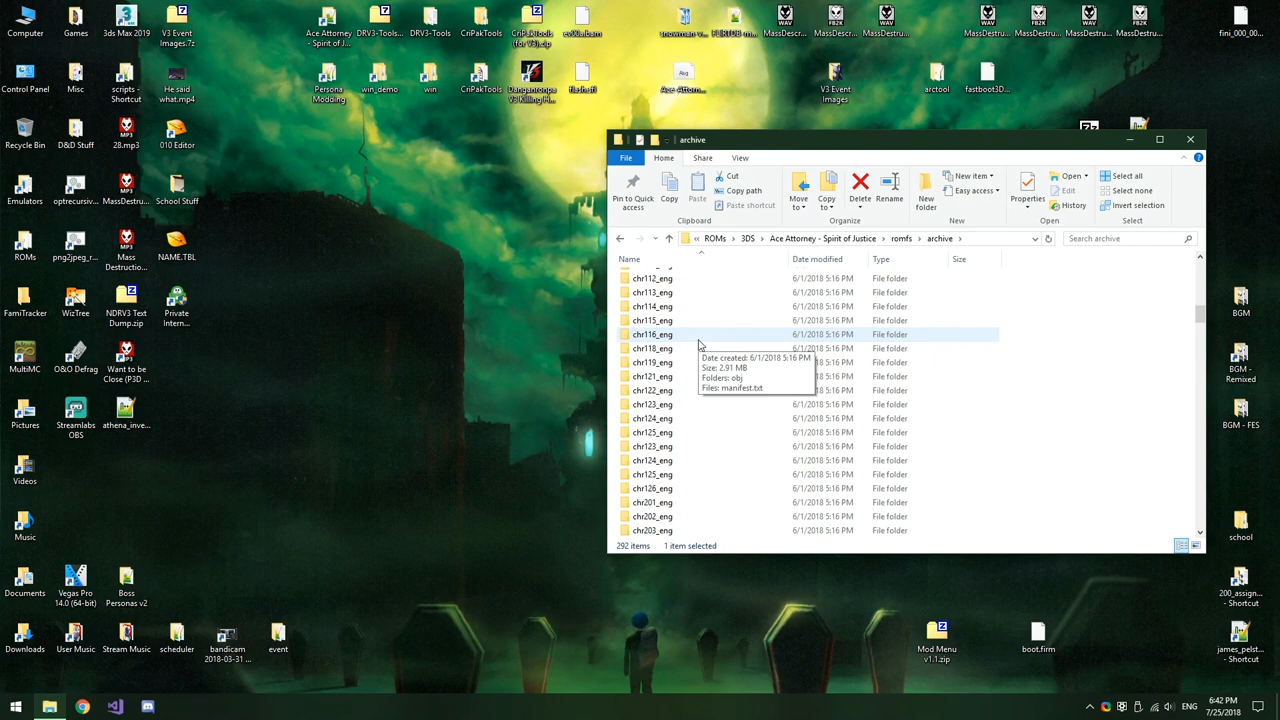 Computer
Games
3ds Max 2019
V3 Event Images.7z
Ace Attorney - Spirit of J...
DRV3-Tools...
DRV3-Tools
CriPakTools
CriPakTools (for V3).zip
MassDescr...
MassDescr...
MassDestru...
MassDestru...
MassDestru...
MassDestru...
MassDestru...
fini_000_00...
Control Panel
Misc
scripts - Shortcut
He said what.mp4
Persona Modding
win_demo
win
CriPakTools
Danganronpa V3 Killing H...
flash.afl
Ace-Attorn...
V3 Event Images
arctool
fastboot3D...
Recycle Bin
D&D Stuff
28.mp3
010 Editor
Emulators
optrecursiv...
MassDestru...
School Stuff
ROMs
png2jpeg_r...
Mass Destruction...
NAME.TBL
FamiTracker
WizTree
NDRV3 Text Dump.zip
Private Intern...
MultiMC
O&O Defrag
Want to be Close (P3D ...
Pictures
Streamlabs OBS
athena_inve...
Videos
Music
Documents
Vegas Pro 14.0 (64-bit)
Boss Personas v2
Downloads
User Music
Stream Music
scheduler
bandicam 2018-03-31 ...
event
BGM
BGM - Remixed
BGM - FES
school
200_assign... - Shortcut
Mod Menu v1.1.zip
boot.firm
james_pelst... - Shortcut
archive
File Home Share View
Pin to Quick access
Copy
Paste
Cut
Copy path
Paste shortcut
Clipboard
Move to
Copy to
Delete
Rename
Organize
New folder
New item
Easy access
New
Properties
Open
Edit
History
Open
Select all
Select none
Invert selection
Select
« ROMs > 3DS > Ace Attorney - Spirit of Justice > romfs > archive >
Search archive
Name Date modified Type Size
chr112_eng 6/1/2018 5:16 PM File folder
chr113_eng 6/1/2018 5:16 PM File folder
chr114_eng 6/1/2018 5:16 PM File folder
chr115_eng 6/1/2018 5:16 PM File folder
chr116_eng 6/1/2018 5:16 PM File folder
chr118_eng 6/1/2018 5:16 PM File folder
chr119_eng 6/1/2018 5:16 PM File folder
chr121_eng 6/1/2018 5:16 PM File folder
chr122_eng 6/1/2018 5:16 PM File folder
chr123_eng 6/1/2018 5:16 PM File folder
chr124_eng 6/1/2018 5:16 PM File folder
chr125_eng 6/1/2018 5:16 PM File folder
chr123_eng 6/1/2018 5:16 PM File folder
chr124_eng 6/1/2018 5:16 PM File folder
chr125_eng 6/1/2018 5:16 PM File folder
chr126_eng 6/1/2018 5:16 PM File folder
chr201_eng 6/1/2018 5:16 PM File folder
chr202_eng 6/1/2018 5:16 PM File folder
chr203_eng 6/1/2018 5:16 PM File folder
Date created: 6/1/2018 5:16 PM
Size: 2.91 MB
Folders: obj
Files: manifest.txt
292 items 1 item selected
6:42 PM
7/25/2018